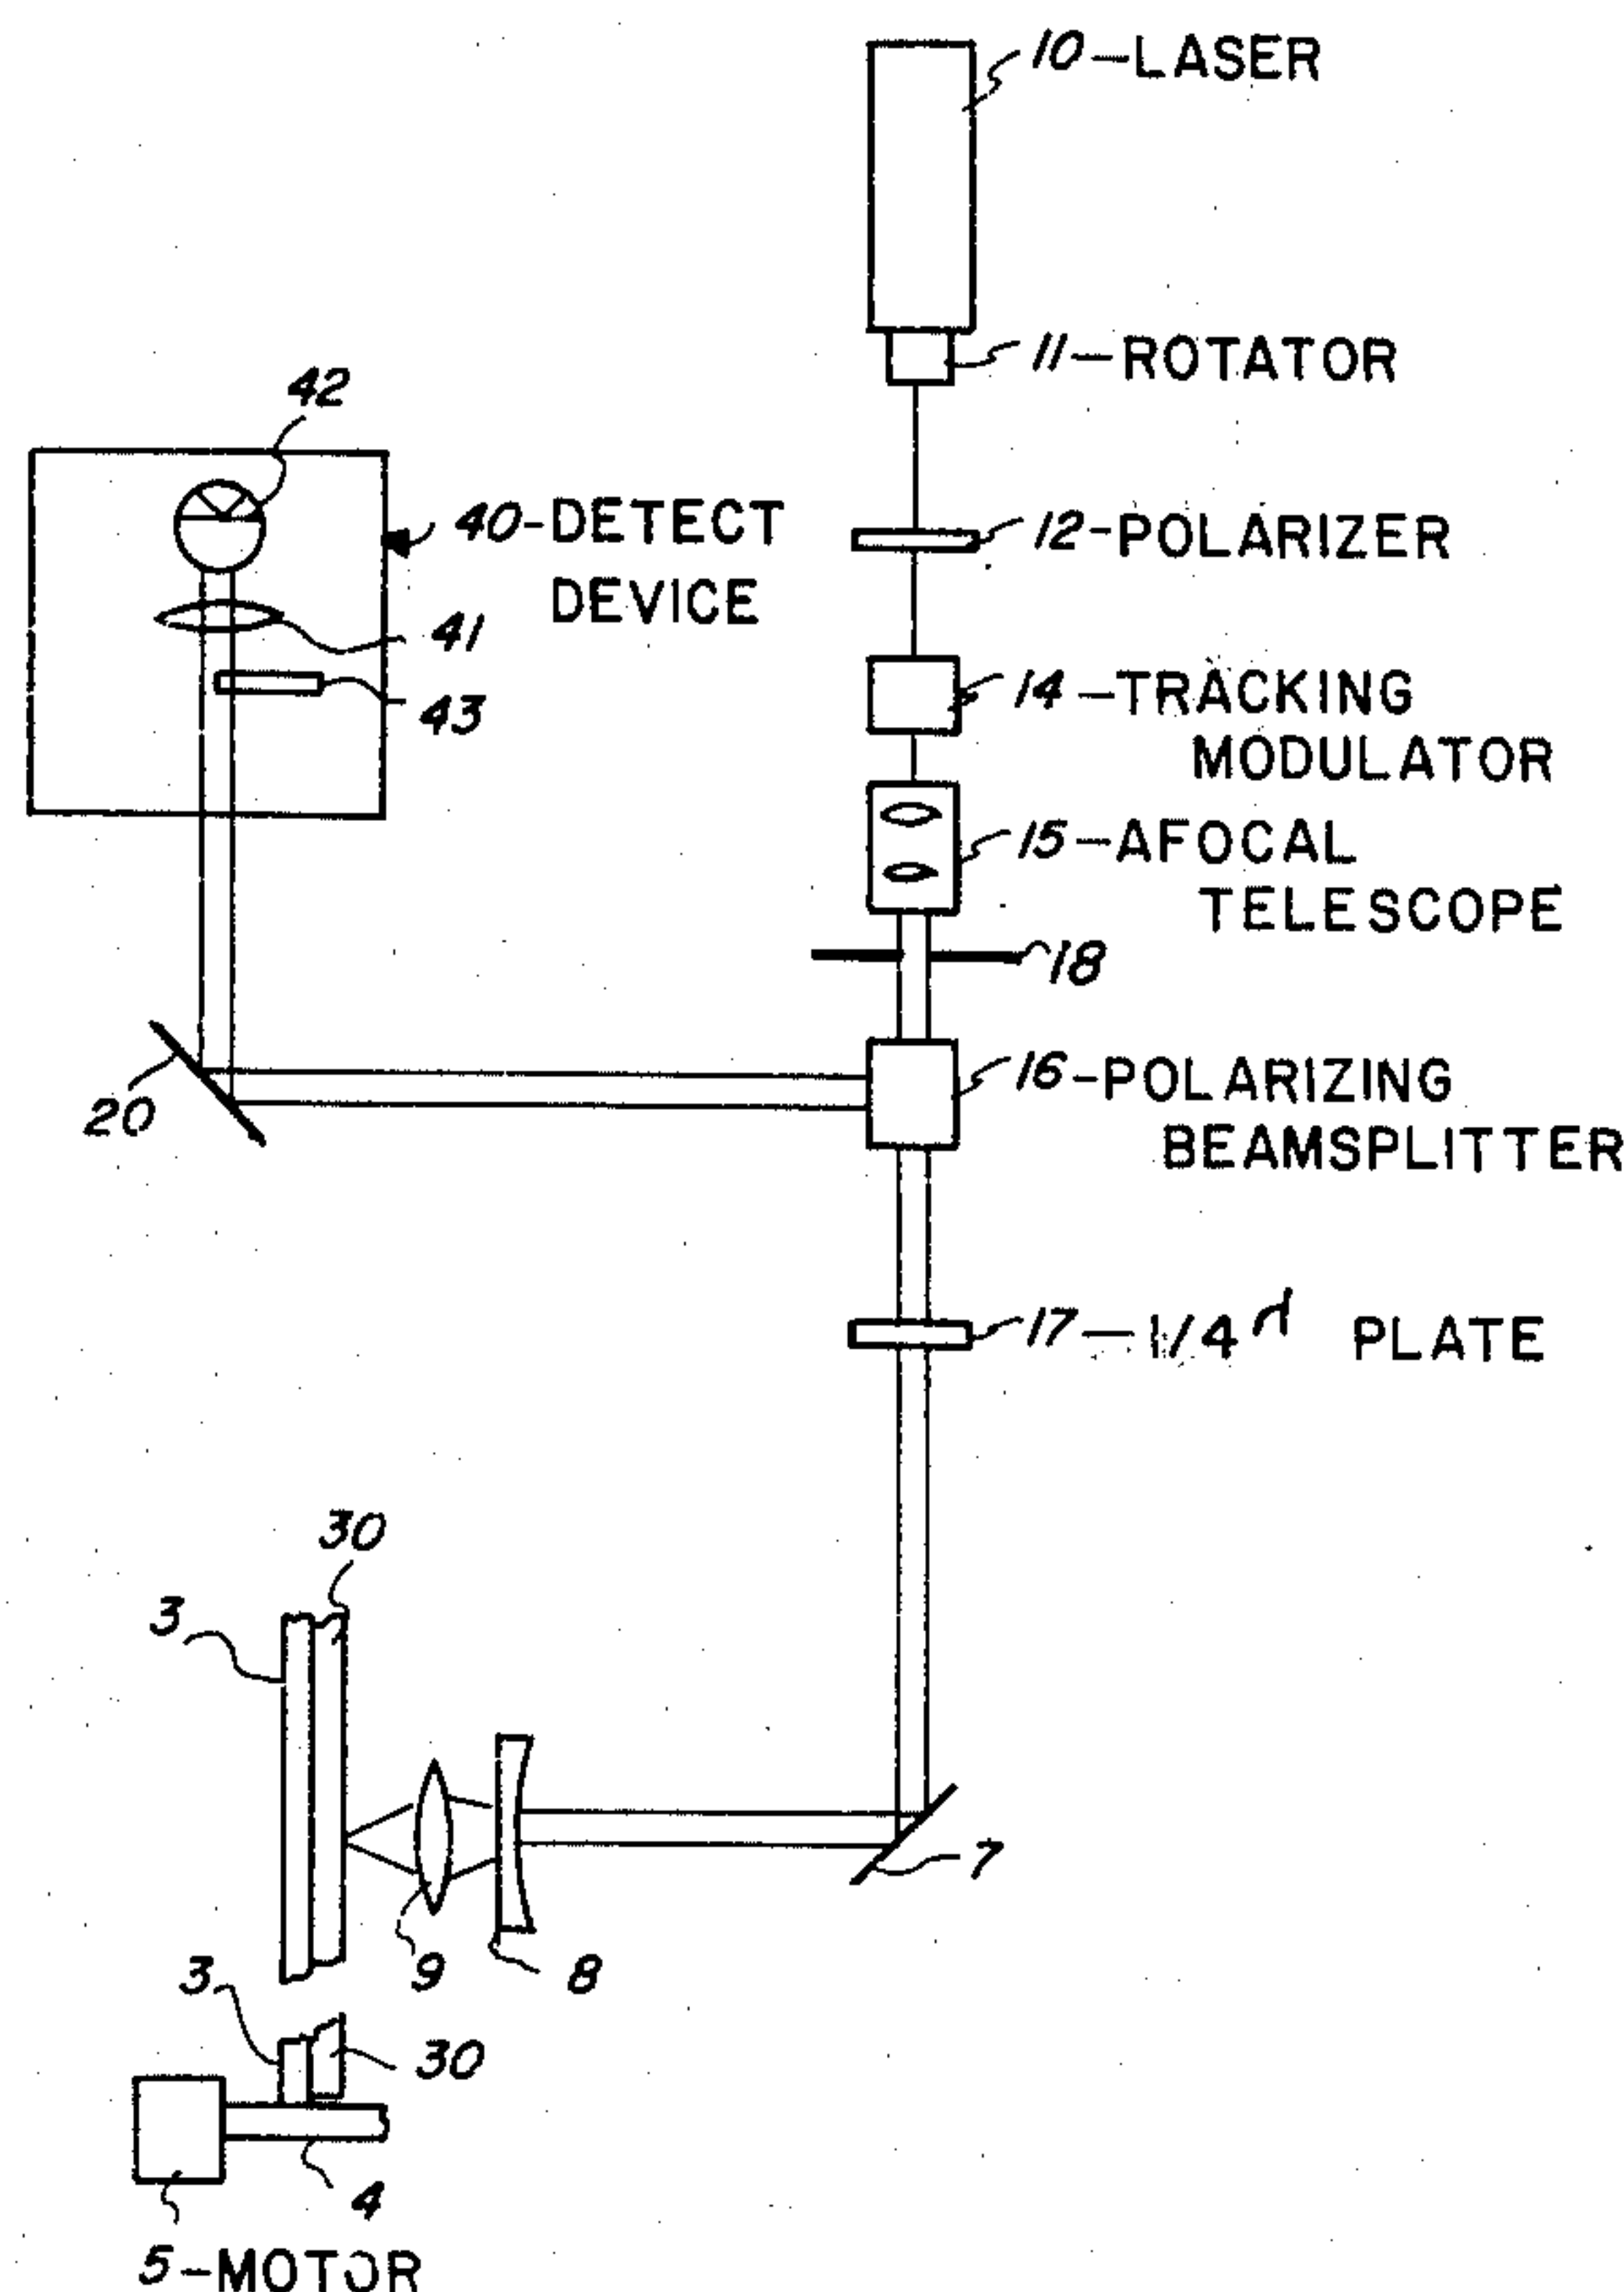 10-LASER
11-ROTATOR
42
40-DETECT
DEVICE
12-POLARIZER
41
43
14-TRACKING
MODULATOR
15-AFOCAL
TELESCOPE
18
20
16-POLARIZING
BEAMSPLITTER
17-1/4 λ PLATE
30
3
7
9
8
3
30
4
5-MOTOR